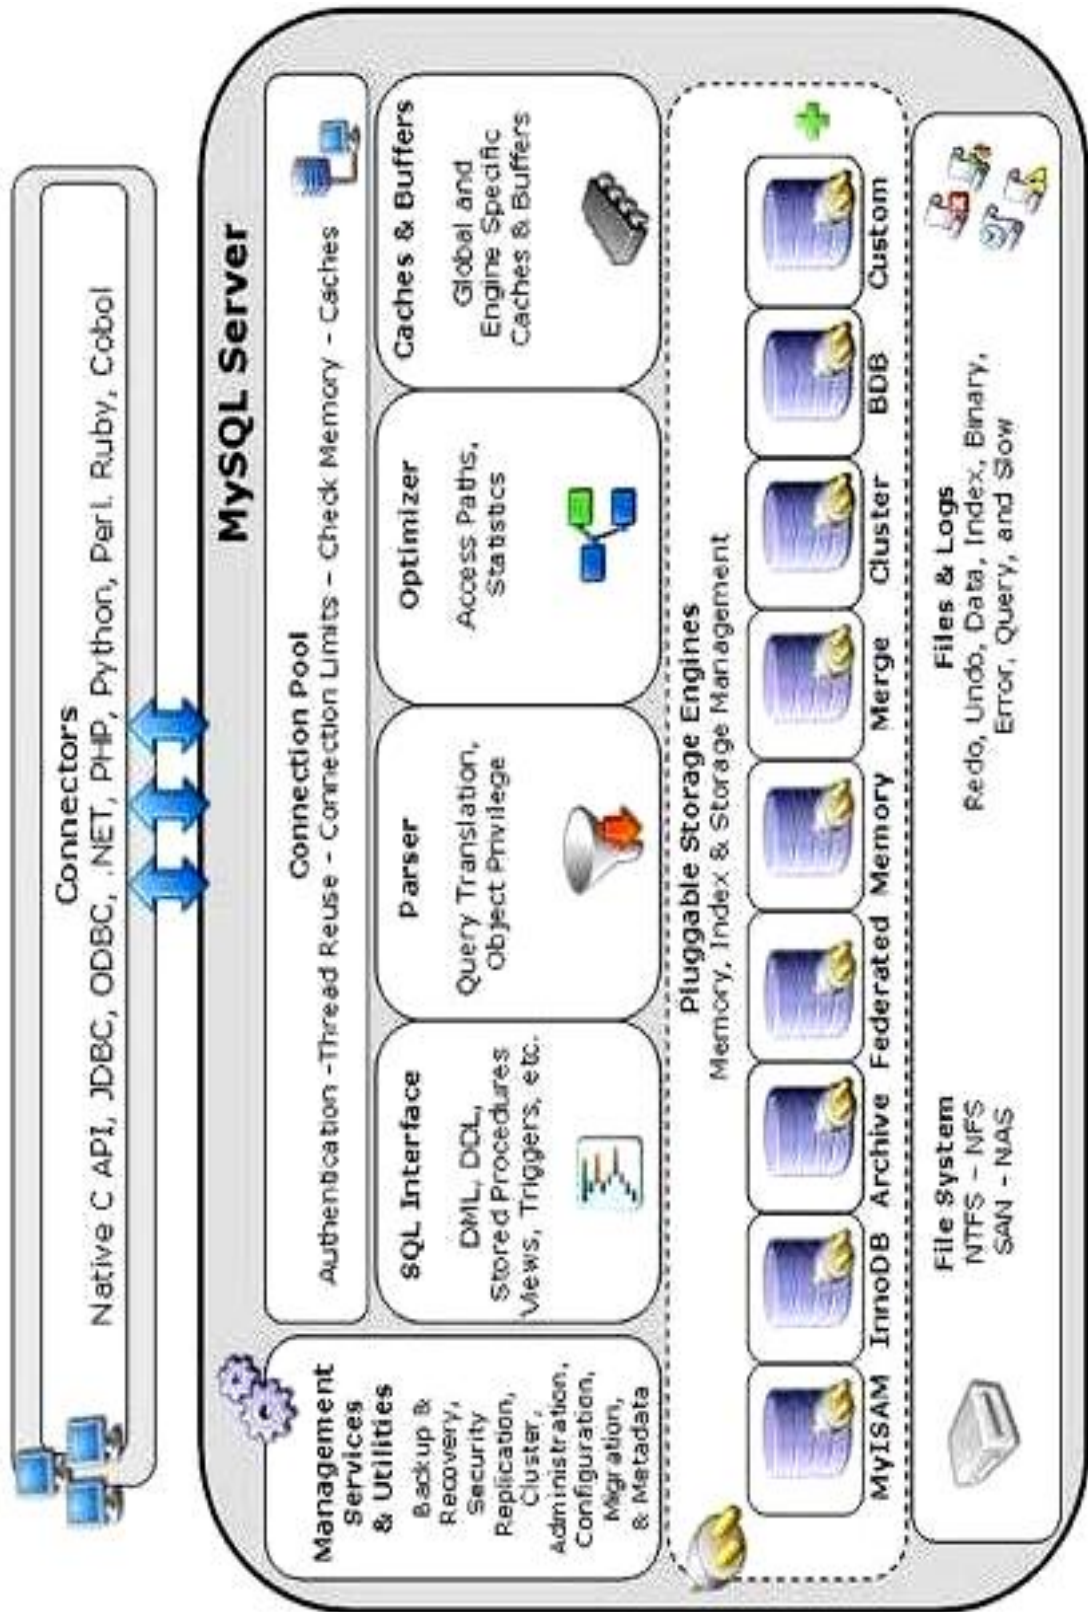 Connectors
Native C API, JDBC, ODBC, .NET, PHP, Python, Perl. Ruby, Cobol
MySQL Server
Management
Services
& Utilities
Backup &
Recovery,
Security
Replication,
Cluster,
Administration,
Configuration,
Migration,
& Metadata
Connection Pool
Authentication -Thread Reuse - Connection Limits - Check Memory - Caches
SQL Interface
DML, DDL,
Stored Procedures
Views, Triggers, etc.
Parser
Query Translation,
Object Privilege
Optimizer
Access Paths,
Statistics
Caches & Buffers
Global and
Engine Specific
Caches & Buffers
Pluggable Storage Engines
Memory, Index & Storage Management
MyISAM
InnoDB
Archive
Federated
Memory
Merge
Cluster
BDB
Custom
File System
NTFS - NFS
SAN - NAS
Files & Logs
Redo, Undo, Data, Index, Binary,
Error, Query, and Slow